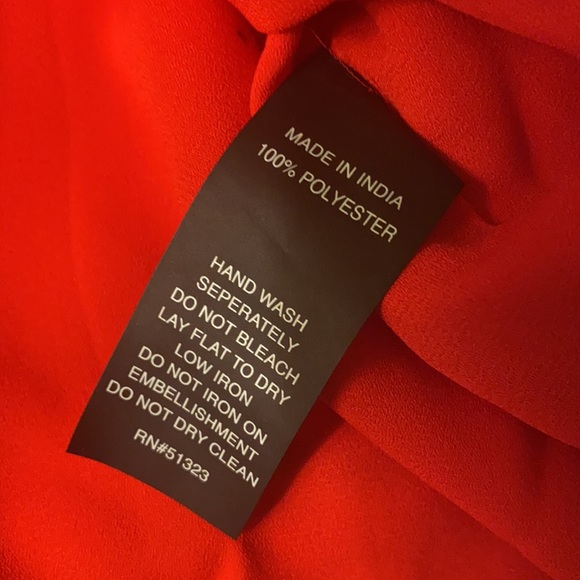 MADE IN INDIA
100% POLYESTER
HAND WASH
SEPERATELY
DO NOT BLEACH
LAY FLAT TO DRY
LOW IRON
DO NOT IRON ON
EMBELLISHMENT
DO NOT DRY CLEAN
RN#51323